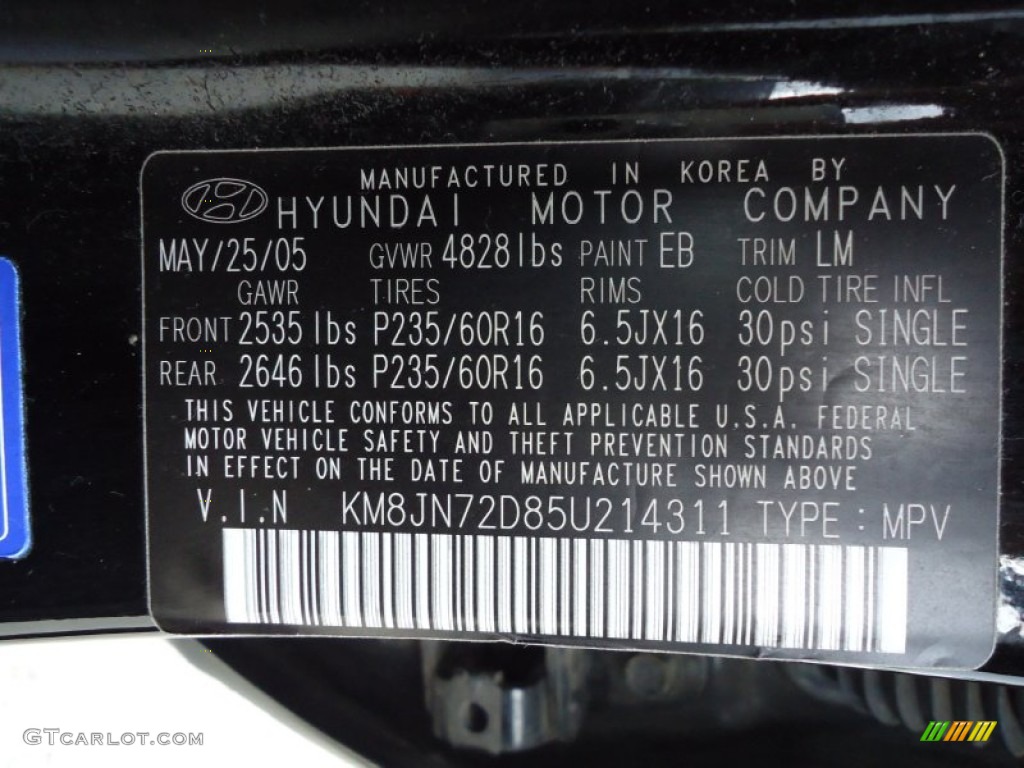 MANUFACTURED IN KOREA BY
HYUNDAI MOTOR COMPANY
MAY/25/05 GVWR 4828lbs PAINT EB TRIM LM
GAWR TIRES RIMS COLD TIRE INFL
FRONT 2535lbs P235/60R16 6.5JX16 30psi SINGLE
REAR 2646lbs P235/60R16 6.5JX16 30psi SINGLE
THIS VEHICLE CONFORMS TO ALL APPLICABLE U.S.A. FEDERAL
MOTOR VEHICLE SAFETY AND THEFT PREVENTION STANDARDS
IN EFFECT ON THE DATE OF MANUFACTURE SHOWN ABOVE
V.I.N KM8JN72D85U214311 TYPE : MPV
GTCARLOT.COM